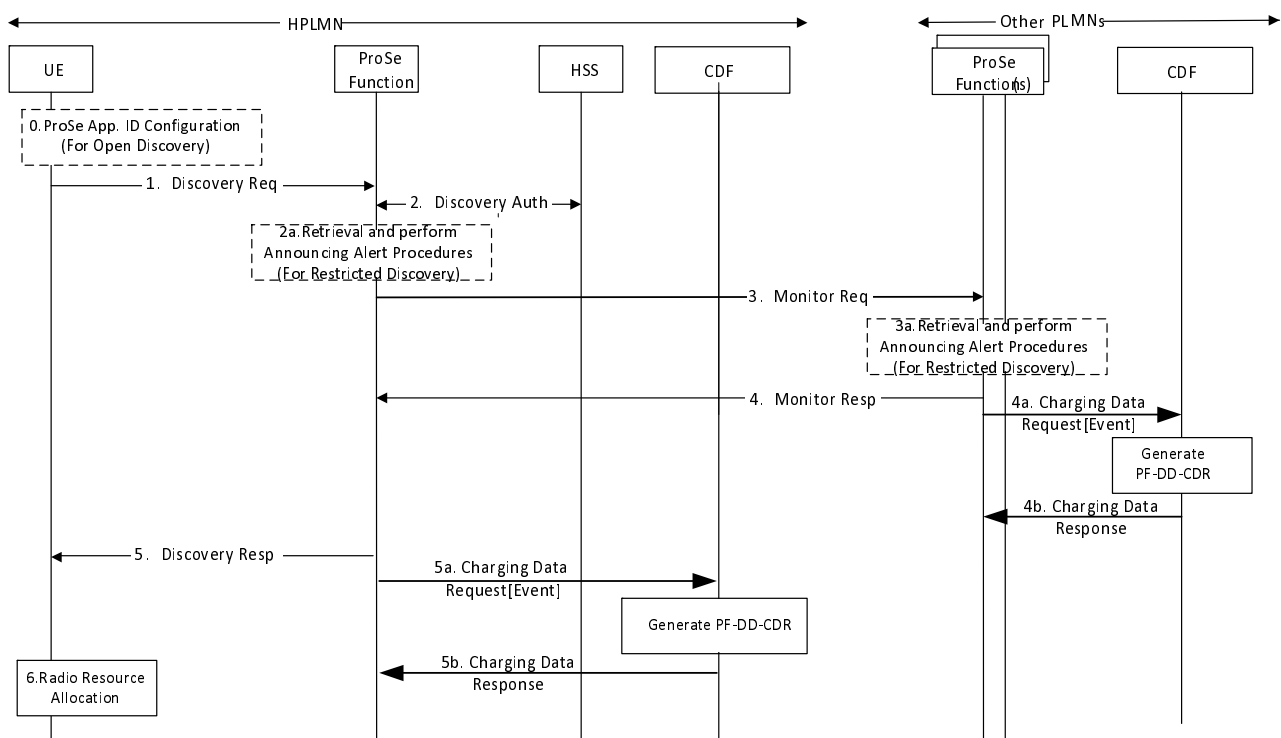 HPLMN
Other PLMNs
UE
ProSe
Function
HSS
CDF
ProSe
Function(s)
CDF
0.ProSe App. ID Configuration
(For Open Discovery)
1. Discovery Req
2. Discovery Auth
2a.Retrieval and perform
Announcing Alert Procedures
(For Restricted Discovery)
3. Monitor Req
3a.Retrieval and perform
Announcing Alert Procedures
(For Restricted Discovery)
4. Monitor Resp
4a. Charging Data
Request[Event]
Generate
PF-DD-CDR
4b. Charging Data
Response
5. Discovery Resp
5a. Charging Data
Request[Event]
Generate PF-DD-CDR
5b. Charging Data
Response
6.Radio Resource
Allocation